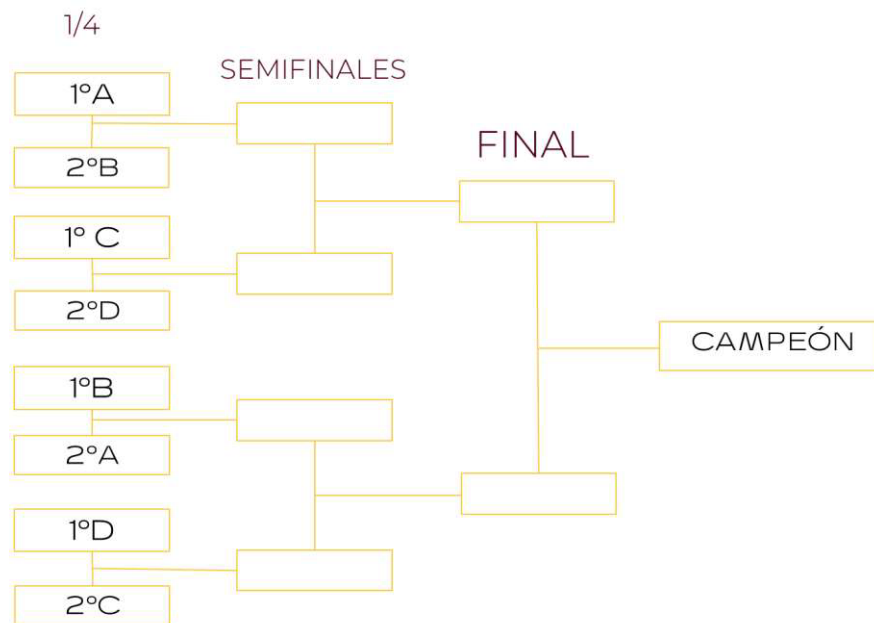 1/4
SEMIFINALES
FINAL
1ºA
2ºB
1º C
2ºD
1ºB
2ºA
1ºD
2ºC
CAMPEÓN